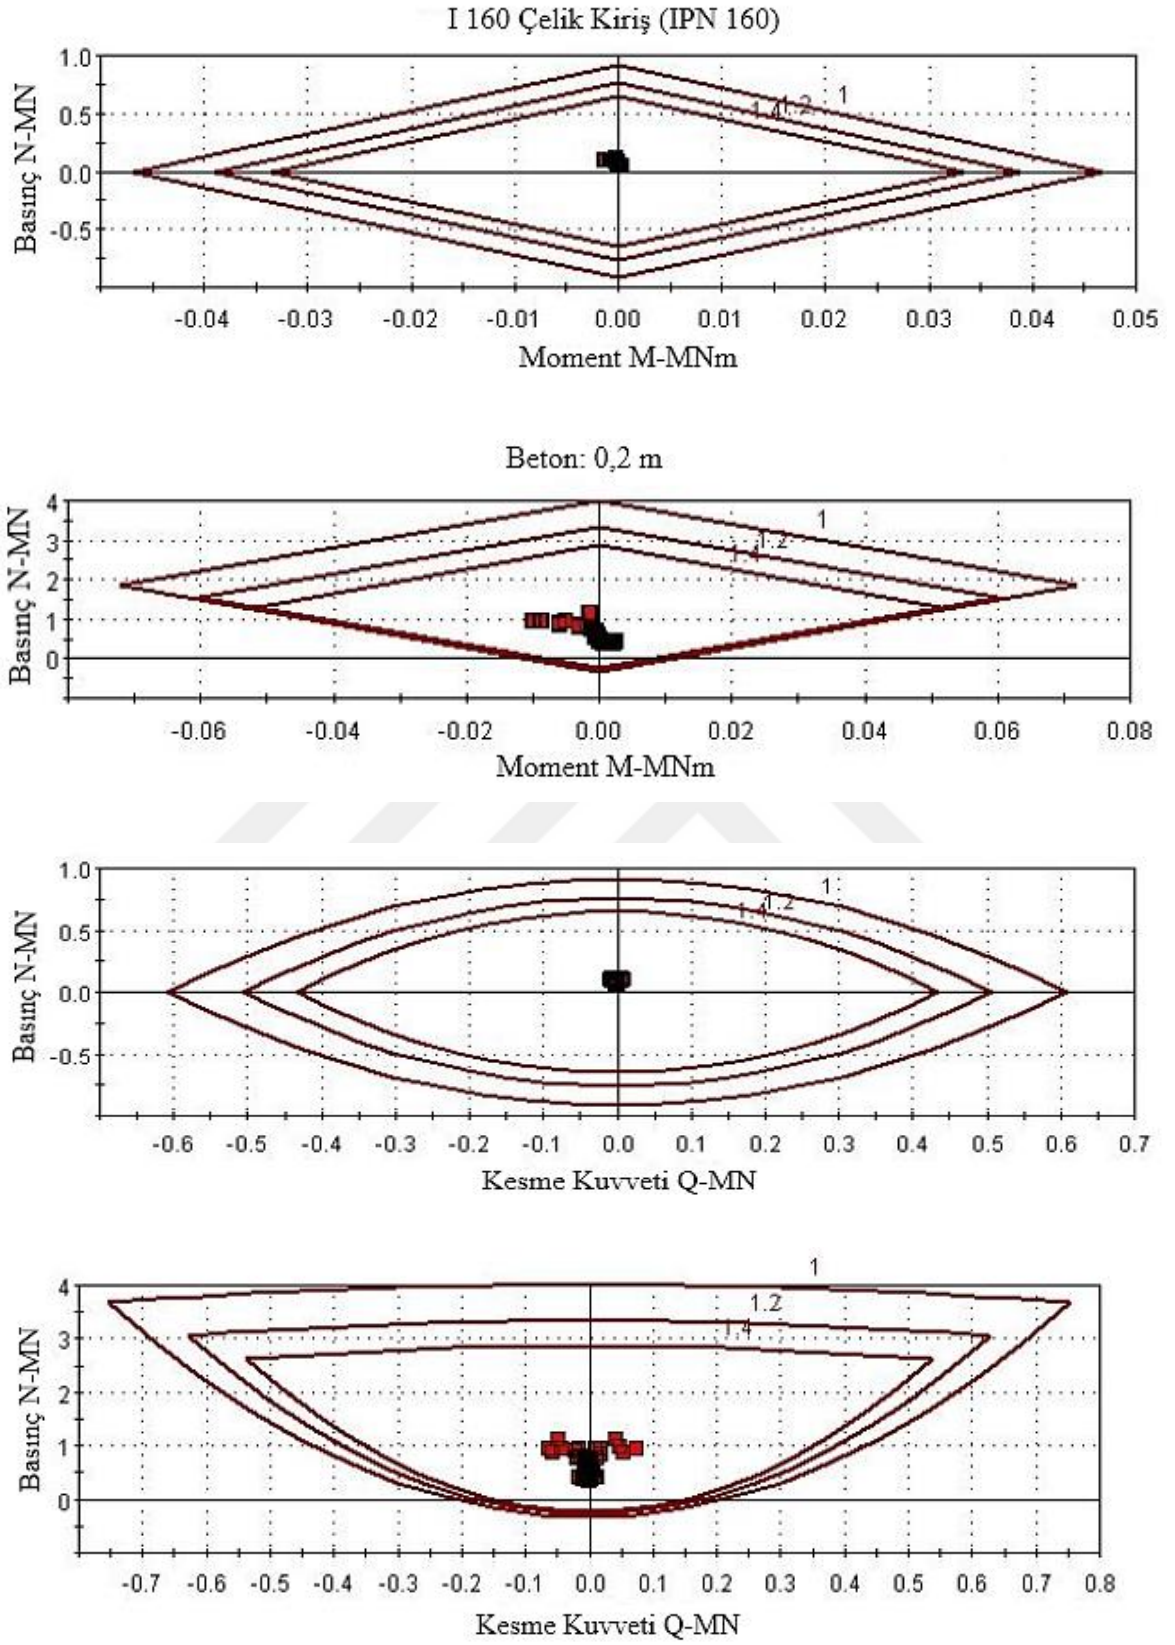 I 160 Çelik Kiriş (IPN 160)
Basınç N-MN
1.0
0.5
0.0
-0.5
1.4
1.2
1
-0.04 -0.03 -0.02 -0.01 0.00 0.01 0.02 0.03 0.04 0.05
Moment M-MNm
Beton: 0,2 m
Basınç N-MN
4
3
2
1
0
1.4
1.2
1
-0.06 -0.04 -0.02 0.00 0.02 0.04 0.06 0.08
Moment M-MNm
Basınç N-MN
1.0
0.5
0.0
-0.5
1.4
1.2
1
-0.6 -0.5 -0.4 -0.3 -0.2 -0.1 0.0 0.1 0.2 0.3 0.4 0.5 0.6 0.7
Kesme Kuvveti Q-MN
Basınç N-MN
4
3
2
1
0
1
1.2
1.4
-0.7 -0.6 -0.5 -0.4 -0.3 -0.2 -0.1 0.0 0.1 0.2 0.3 0.4 0.5 0.6 0.7 0.8
Kesme Kuvveti Q-MN